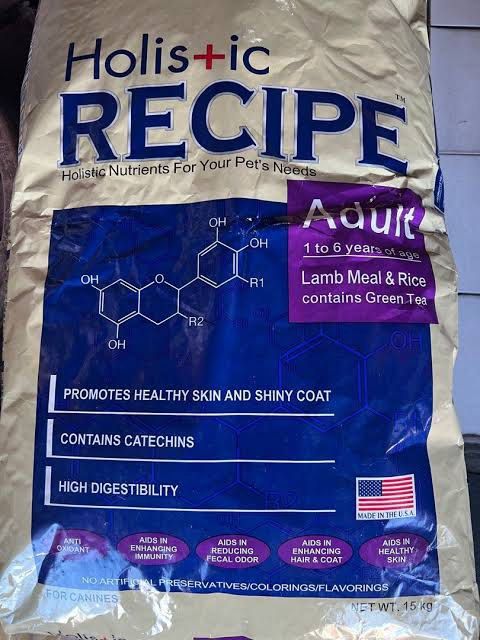 Holistic
RECIPE™
Holistic Nutrients For Your Pet's Needs
Adult
1 to 6 years of age
Lamb Meal & Rice
contains Green Tea
OH
OH
R1
OH
O
R2
OH
OH
R2
PROMOTES HEALTHY SKIN AND SHINY COAT
CONTAINS CATECHINS
HIGH DIGESTIBILITY
MADE IN THE U.S.A.
ANTI
OXIDANT
AIDS IN
ENHANCING
IMMUNITY
AIDS IN
REDUCING
FECAL ODOR
AIDS IN
ENHANCING
HAIR & COAT
AIDS IN
HEALTHY
SKIN
NO ARTIFICIAL PRESERVATIVES/COLORINGS/FLAVORINGS
FOR CANINES
NET WT. 15 kg